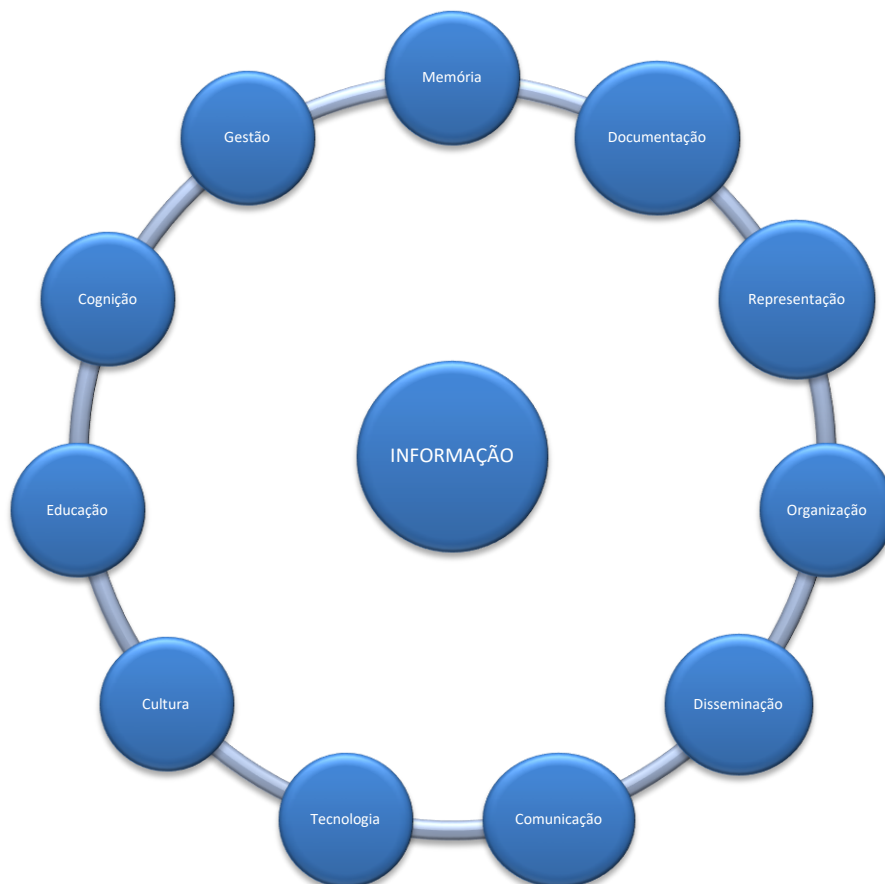 Memória
Documentação
Representação
Organização
Disseminação
Comunicação
Tecnologia
Cultura
Educação
Cognição
Gestão
INFORMAÇÃO